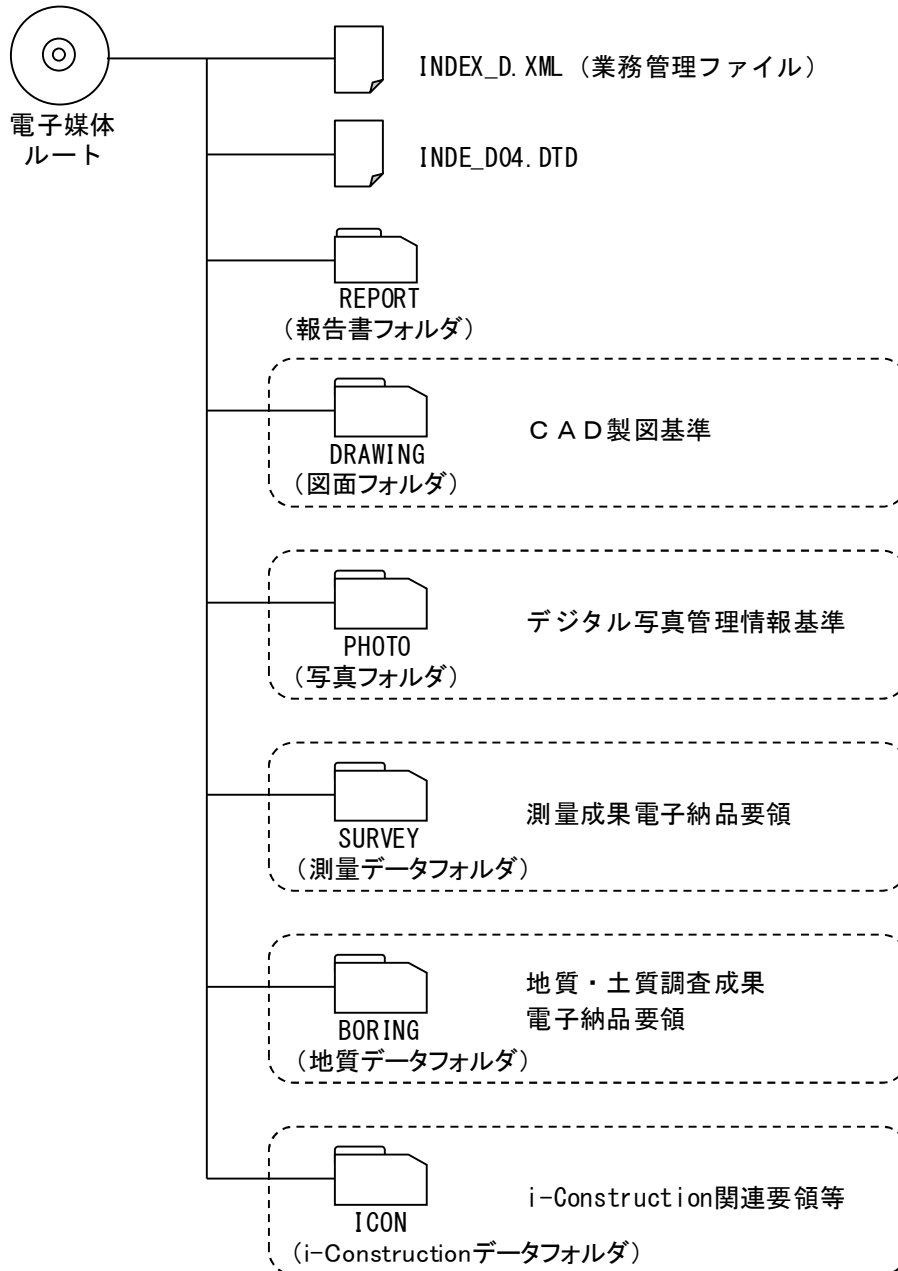 電子媒体
ルート
INDEX_D.XML（業務管理ファイル）
INDE_D04.DTD
REPORT
（報告書フォルダ）
DRAWING
（図面フォルダ）
ＣＡＤ製図基準
PHOTO
（写真フォルダ）
デジタル写真管理情報基準
SURVEY
（測量データフォルダ）
測量成果電子納品要領
BORING
（地質データフォルダ）
地質・土質調査成果
電子納品要領
ICON
（i-Constructionデータフォルダ）
i-Construction関連要領等